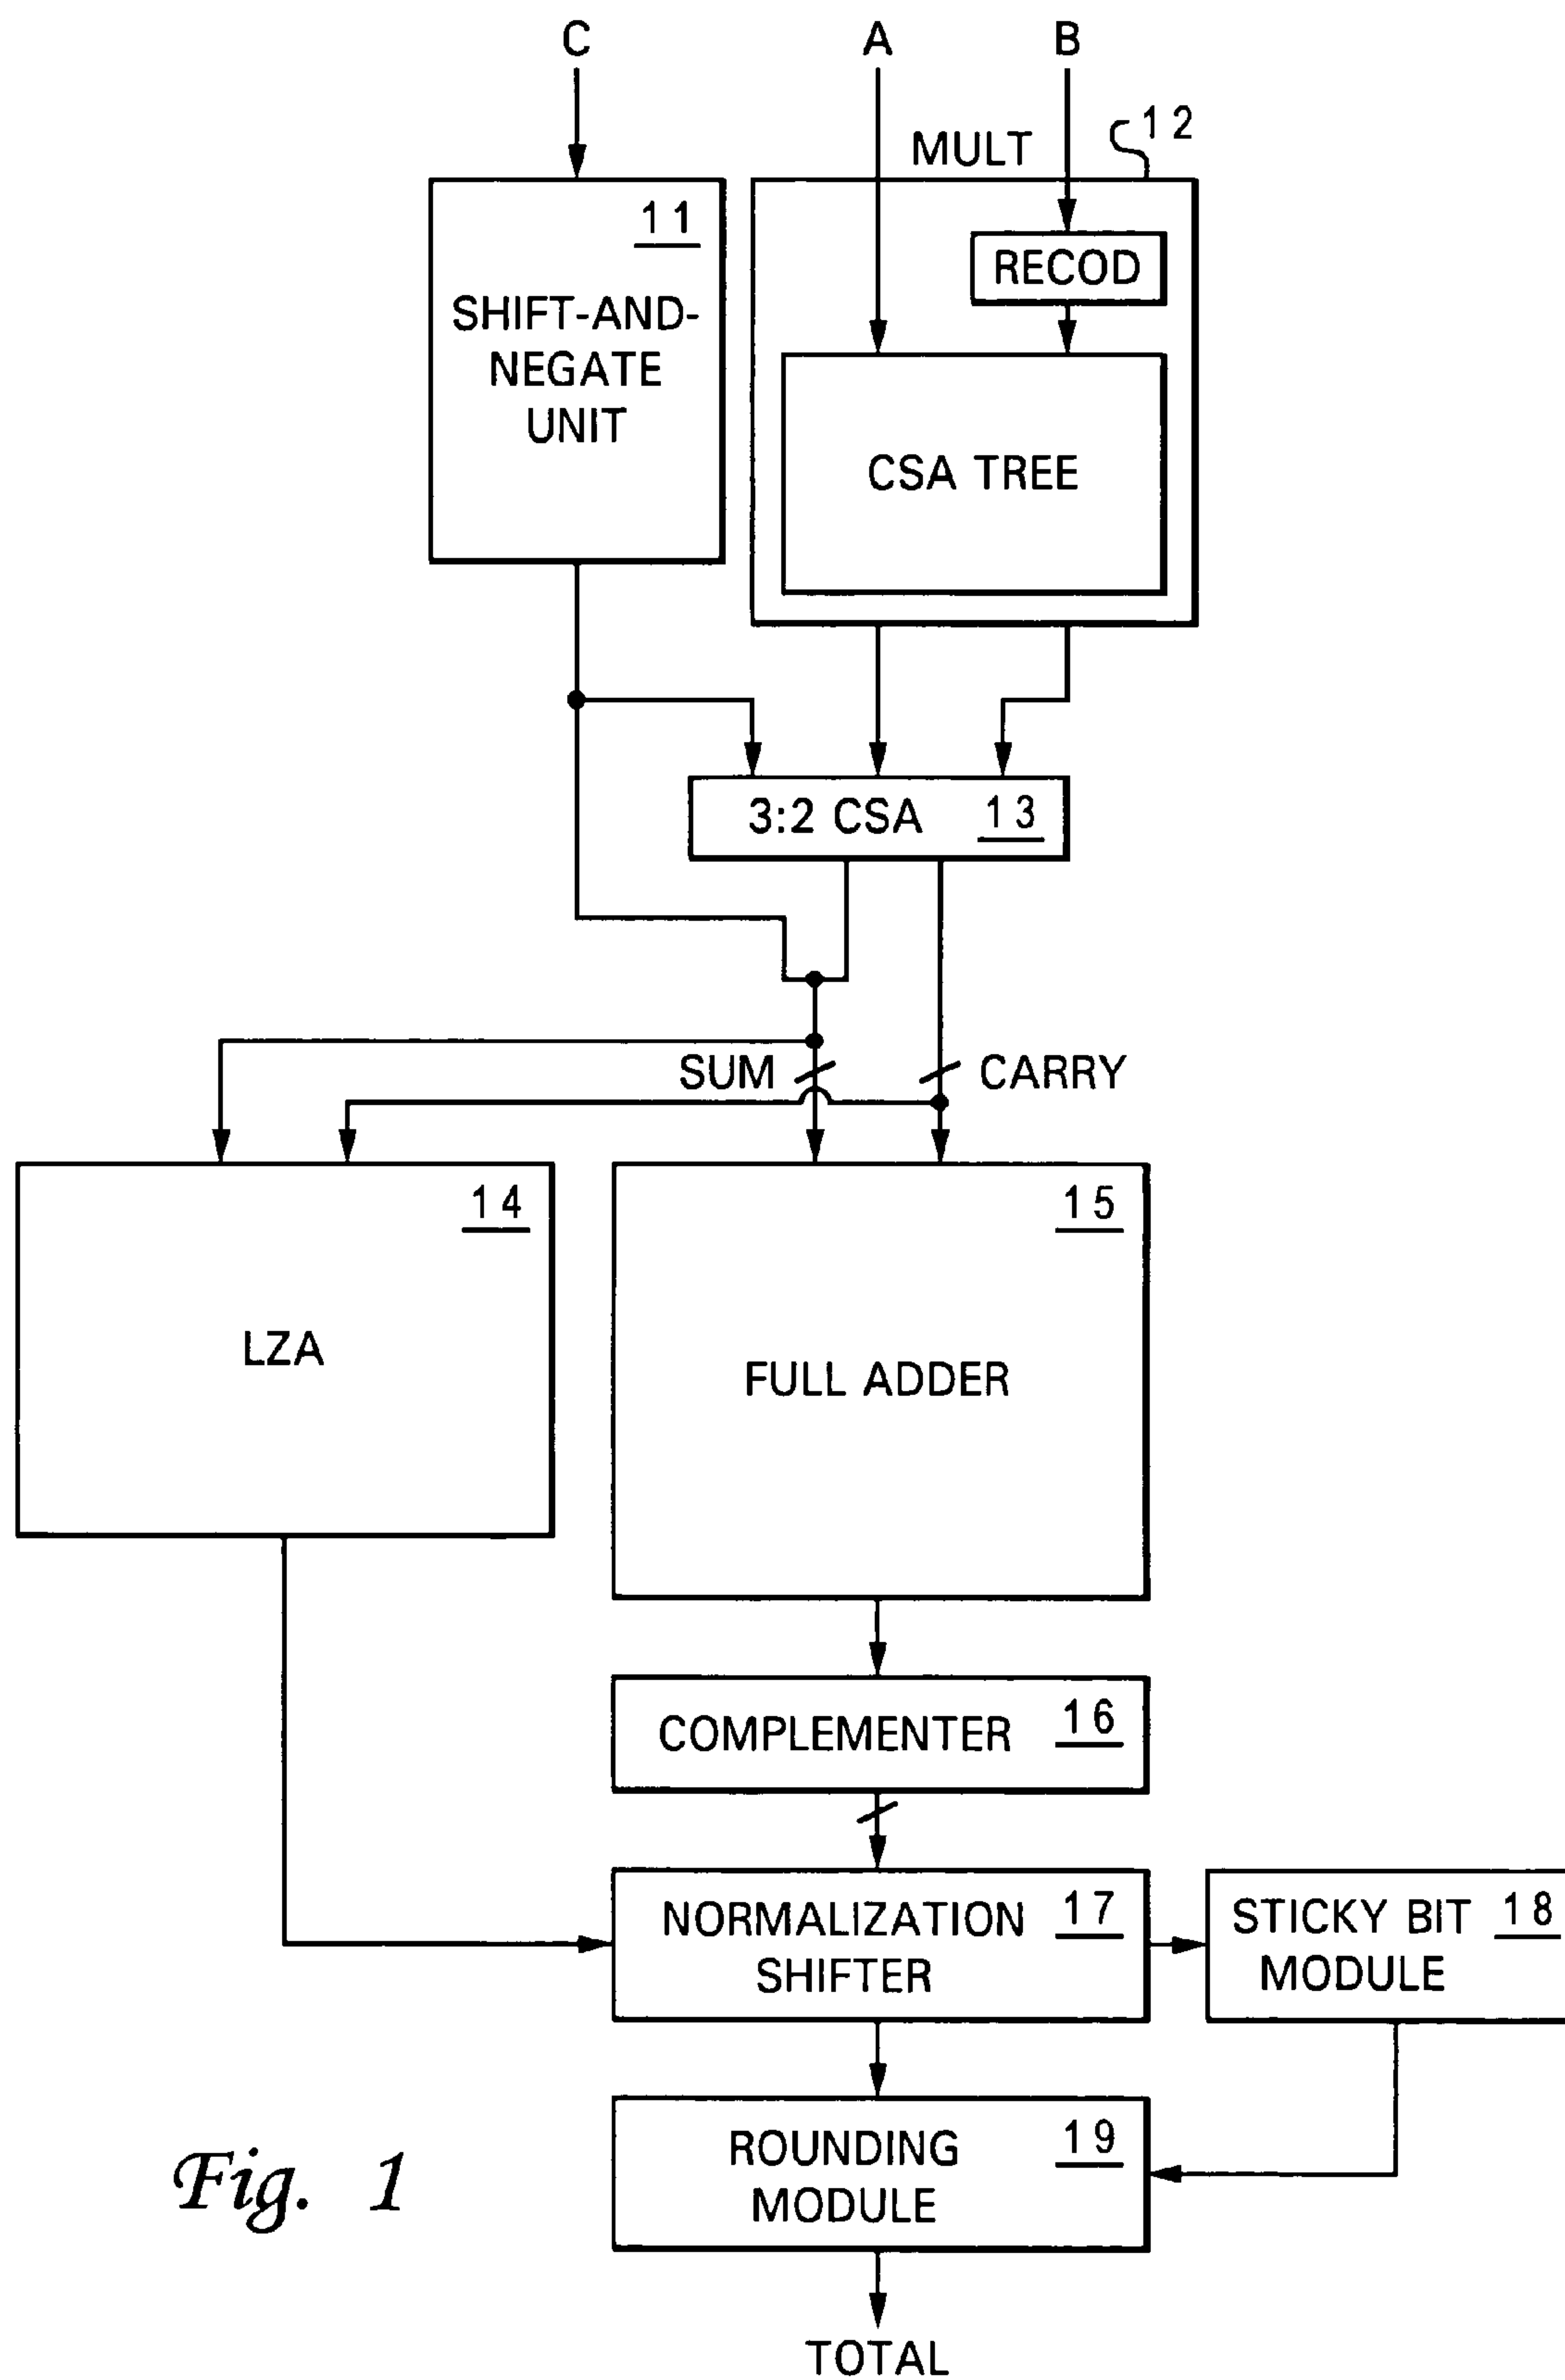 C
A
B
MULT
12
11
SHIFT-AND-
NEGATE
UNIT
RECOD
CSA TREE
3:2 CSA 13
SUM
CARRY
14
LZA
15
FULL ADDER
COMPLEMENTER 16
NORMALIZATION 17
SHIFTER
STICKY BIT 18
MODULE
ROUNDING 19
MODULE
Fig. 1
TOTAL